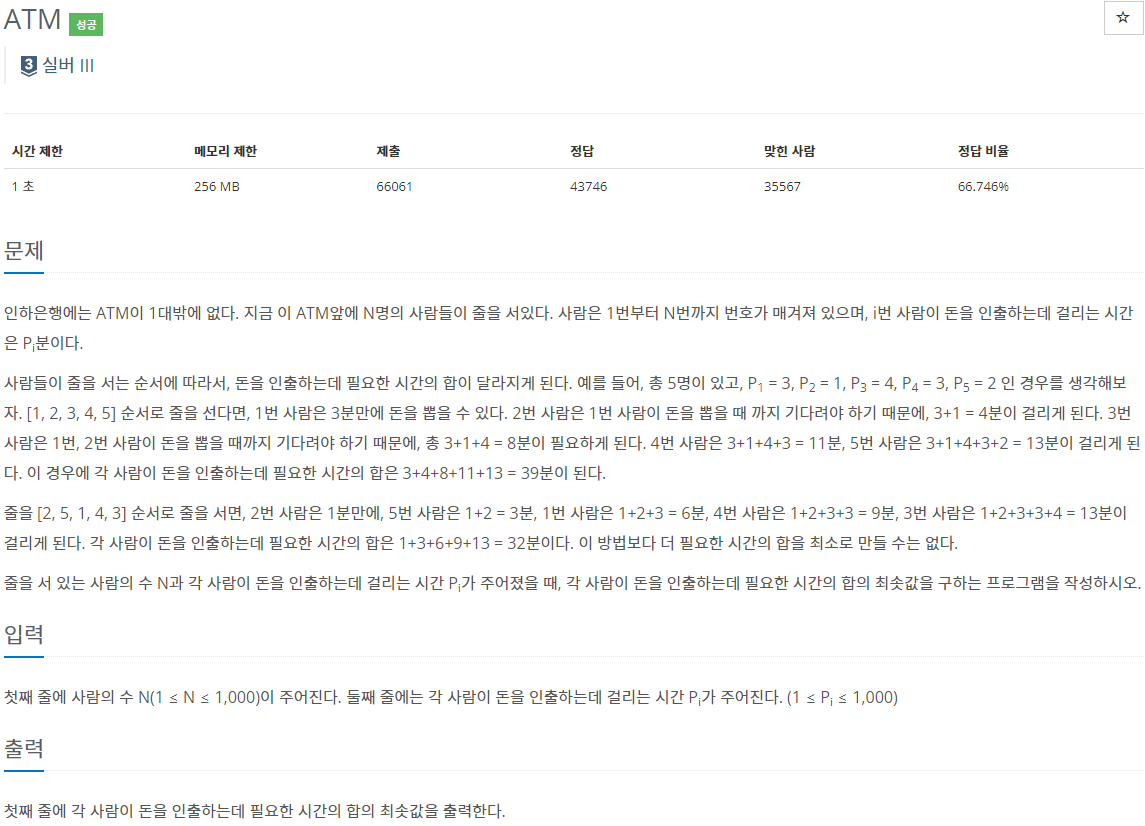 ATM 성공
☆
3 실버 III
시간 제한 메모리 제한 제출 정답 맞힌 사람 정답 비율
1 초 256 MB 66061 43746 35567 66.746%
문제
인하은행에는 ATM이 1대밖에 없다. 지금 이 ATM앞에 N명의 사람들이 줄을 서있다. 사람은 1번부터 N번까지 번호가 매겨져 있으며, i번 사람이 돈을 인출하는데 걸리는 시간
은 Pi분이다.
사람들이 줄을 서는 순서에 따라서, 돈을 인출하는데 필요한 시간의 합이 달라지게 된다. 예를 들어, 총 5명이 있고, P1 = 3, P2 = 1, P3 = 4, P4 = 3, P5 = 2 인 경우를 생각해보
자. [1, 2, 3, 4, 5] 순서로 줄을 선다면, 1번 사람은 3분만에 돈을 뽑을 수 있다. 2번 사람은 1번 사람이 돈을 뽑을 때 까지 기다려야 하기 때문에, 3+1 = 4분이 걸리게 된다. 3번
사람은 1번, 2번 사람이 돈을 뽑을 때까지 기다려야 하기 때문에, 총 3+1+4 = 8분이 필요하게 된다. 4번 사람은 3+1+4+3 = 11분, 5번 사람은 3+1+4+3+2 = 13분이 걸리게 된
다. 이 경우에 각 사람이 돈을 인출하는데 필요한 시간의 합은 3+4+8+11+13 = 39분이 된다.
줄을 [2, 5, 1, 4, 3] 순서로 줄을 서면, 2번 사람은 1분만에, 5번 사람은 1+2 = 3분, 1번 사람은 1+2+3 = 6분, 4번 사람은 1+2+3+3 = 9분, 3번 사람은 1+2+3+3+4 = 13분이
걸리게 된다. 각 사람이 돈을 인출하는데 필요한 시간의 합은 1+3+6+9+13 = 32분이다. 이 방법보다 더 필요한 시간의 합을 최소로 만들 수는 없다.
줄을 서 있는 사람의 수 N과 각 사람이 돈을 인출하는데 걸리는 시간 Pi가 주어졌을 때, 각 사람이 돈을 인출하는데 필요한 시간의 합의 최솟값을 구하는 프로그램을 작성하시오.
입력
첫째 줄에 사람의 수 N(1 ≤ N ≤ 1,000)이 주어진다. 둘째 줄에는 각 사람이 돈을 인출하는데 걸리는 시간 Pi가 주어진다. (1 ≤ Pi ≤ 1,000)
출력
첫째 줄에 각 사람이 돈을 인출하는데 필요한 시간의 합의 최솟값을 출력한다.